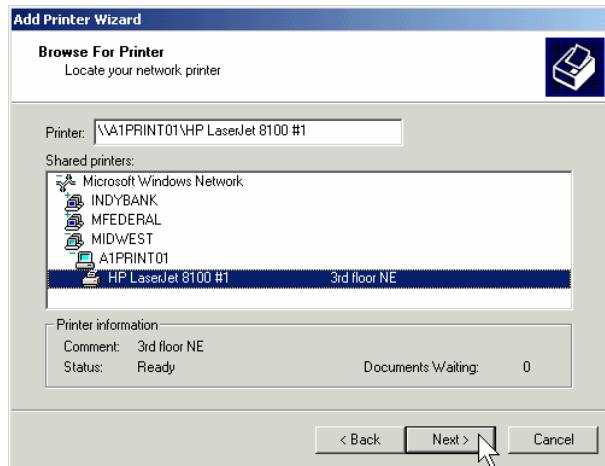 Add Printer Wizard
Browse For Printer
Locate your network printer
Printer: \\A1PRINT01\HP LaserJet 8100 #1
Shared printers:
Microsoft Windows Network
INDYBANK
MFEDERAL
MIDWEST
A1PRINT01
HP LaserJet 8100 #1 3rd floor NE
Printer information
Comment: 3rd floor NE
Status: Ready Documents Waiting: 0
< Back Next > Cancel